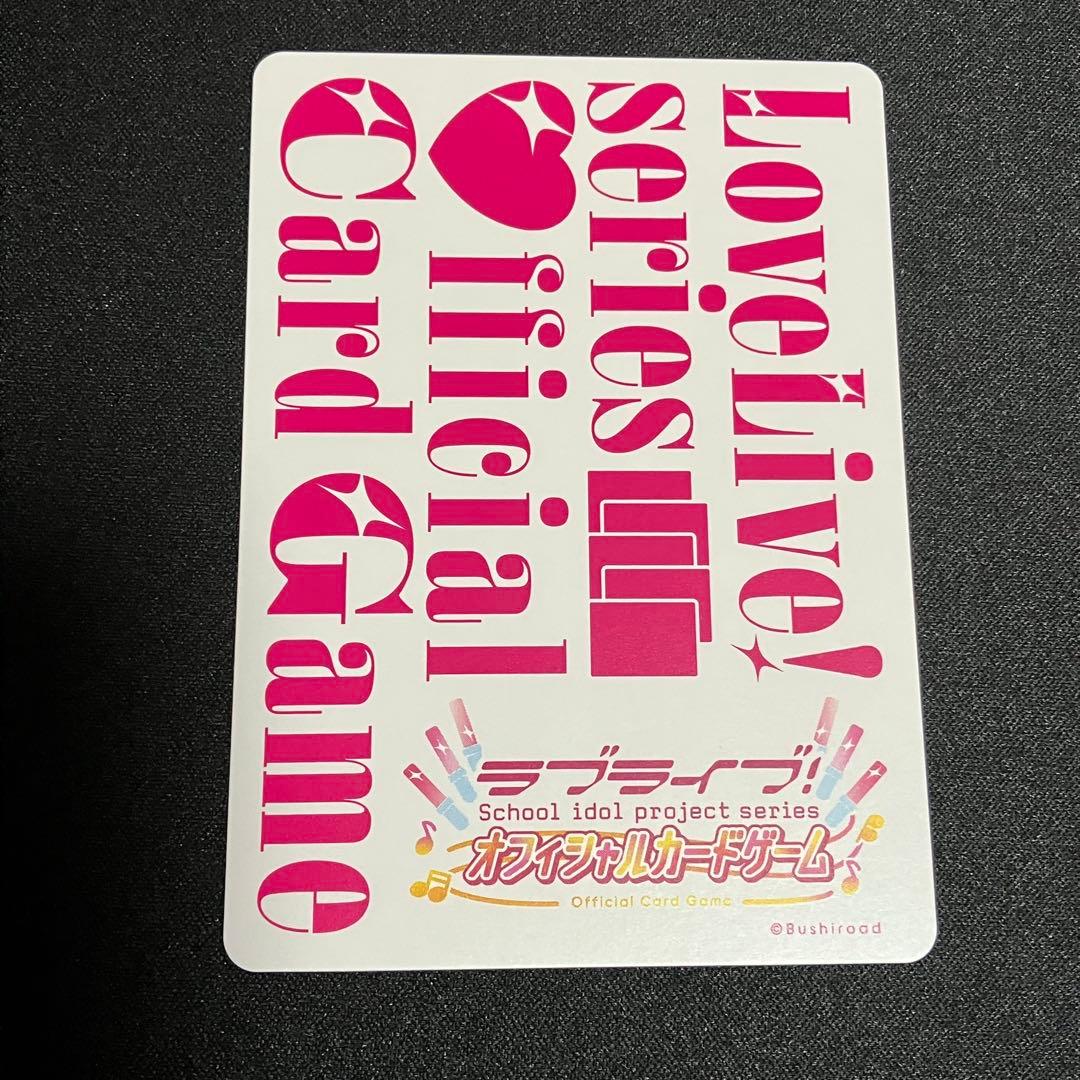 LoveLive!
series
Official
Card Game
ラブライブ!
School idol project series
オフィシャルカードゲーム
Official Card Game
©Bushiroad